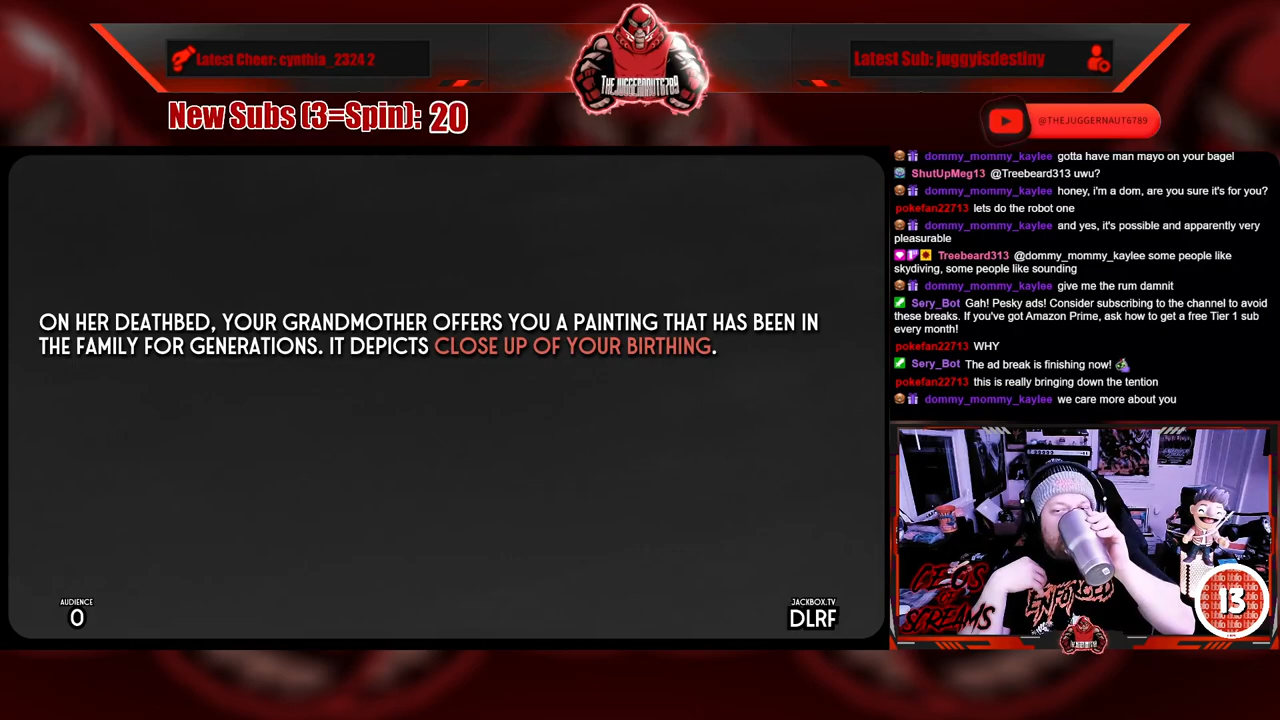 Latest Cheer: cynthia_2324 2
Latest Sub: juggyisdestiny
THEJUGGERNAUT6789
New Subs (3=Spin): 20
@THEJUGGERNAUT6789
dommy_mommy_kaylee gotta have man mayo on your bagel
ShutUpMeg13 @Treebeard313 uwu?
dommy_mommy_kaylee honey, i'm a dom, are you sure it's for you?
pokefan22713 lets do the robot one
dommy_mommy_kaylee and yes, it's possible and apparently very
pleasurable
Treebeard313 @dommy_mommy_kaylee some people like
skydiving, some people like sounding
dommy_mommy_kaylee give me the rum damnit
Sery_Bot Gah! Pesky ads! Consider subscribing to the channel to avoid
these breaks. If you've got Amazon Prime, ask how to get a free Tier 1 sub
every month!
pokefan22713 WHY
Sery_Bot The ad break is finishing now!
pokefan22713 this is really bringing down the tention
dommy_mommy_kaylee we care more about you
ON HER DEATHBED, YOUR GRANDMOTHER OFFERS YOU A PAINTING THAT HAS BEEN IN
THE FAMILY FOR GENERATIONS. IT DEPICTS CLOSE UP OF YOUR BIRTHING.
AUDIENCE
0
JACKBOX.TV
DLRF
SCREAMS
ENFORCED
13